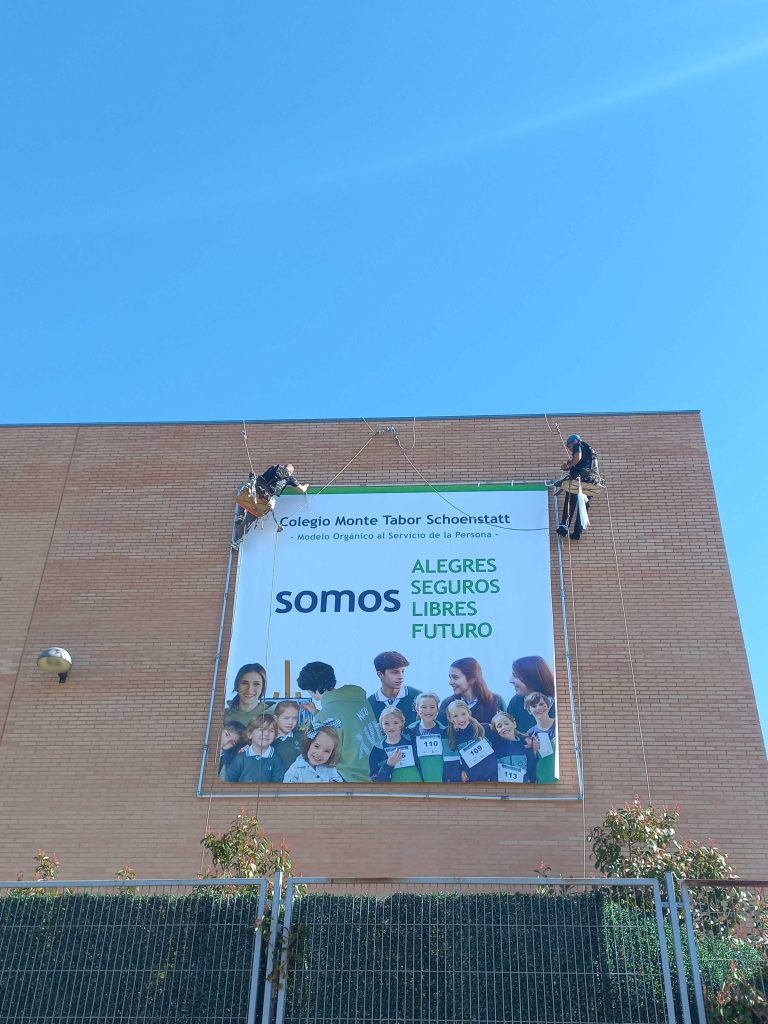 Colegio Monte Tabor Schoenstatt
- Modelo Orgánico al Servicio de la Persona -
somos
ALEGRES
SEGUROS
LIBRES
FUTURO
110
109
113